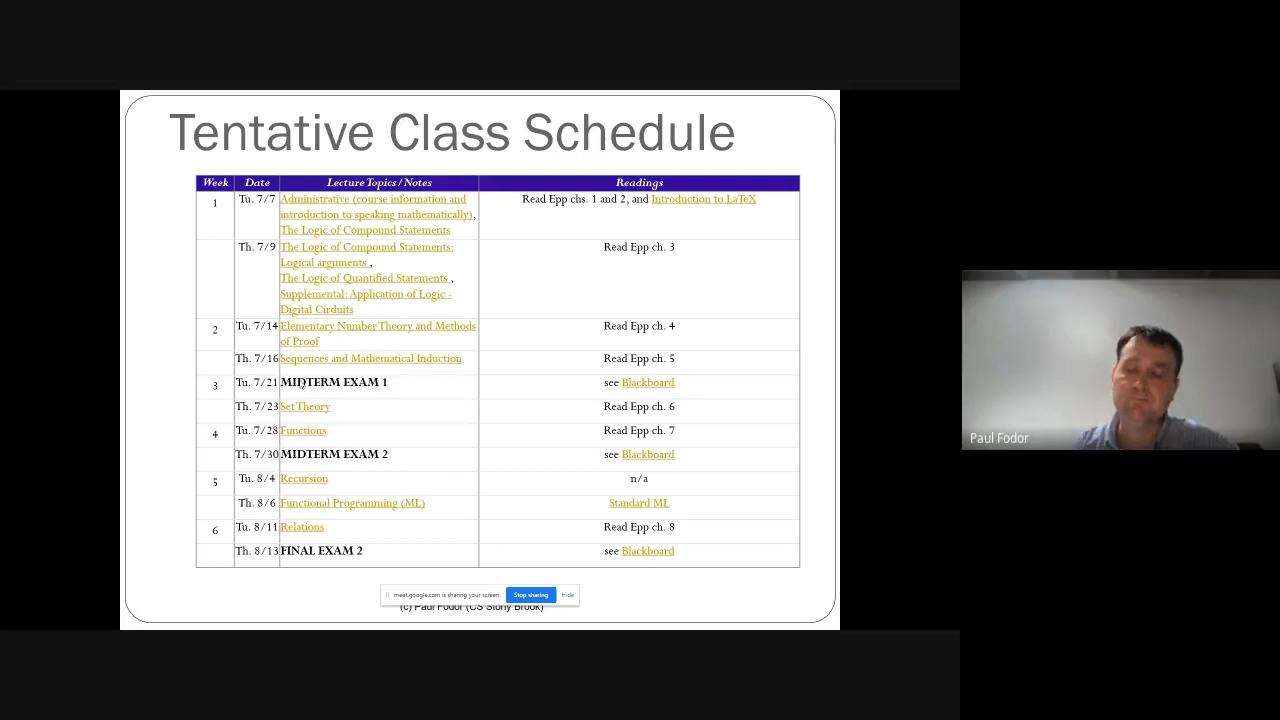 Tentative Class Schedule
Week Date Lecture Topics/Notes Readings
1 Tu. 7/7 Administrative (course information and Read Epp chs. 1 and 2, and Introduction to LaTeX
introduction to speaking mathematically),
The Logic of Compound Statements
Th. 7/9 The Logic of Compound Statements: Read Epp ch. 3
Logical arguments ,
The Logic of Quantified Statements ,
Supplemental: Application of Logic -
Digital Cirduits
2 Tu. 7/14 Elementary Number Theory and Methods Read Epp ch. 4
of Proof
Th. 7/16 Sequences and Mathematical Induction Read Epp ch. 5
3 Tu. 7/21 MIDTERM EXAM 1 see Blackboard
Th. 7/23 Set Theory Read Epp ch. 6
4 Tu. 7/28 Functions Read Epp ch. 7
Th. 7/30 MIDTERM EXAM 2 see Blackboard
5 Tu. 8/4 Recursion n/a
Th. 8/6 Functional Programming (ML) Standard ML
6 Tu. 8/11 Relations Read Epp ch. 8
Th. 8/13 FINAL EXAM 2 see Blackboard
meet.google.com is sharing your screen. Stop sharing Hide
(c) Paul Fodor (CS Stony Brook)
Paul Fodor